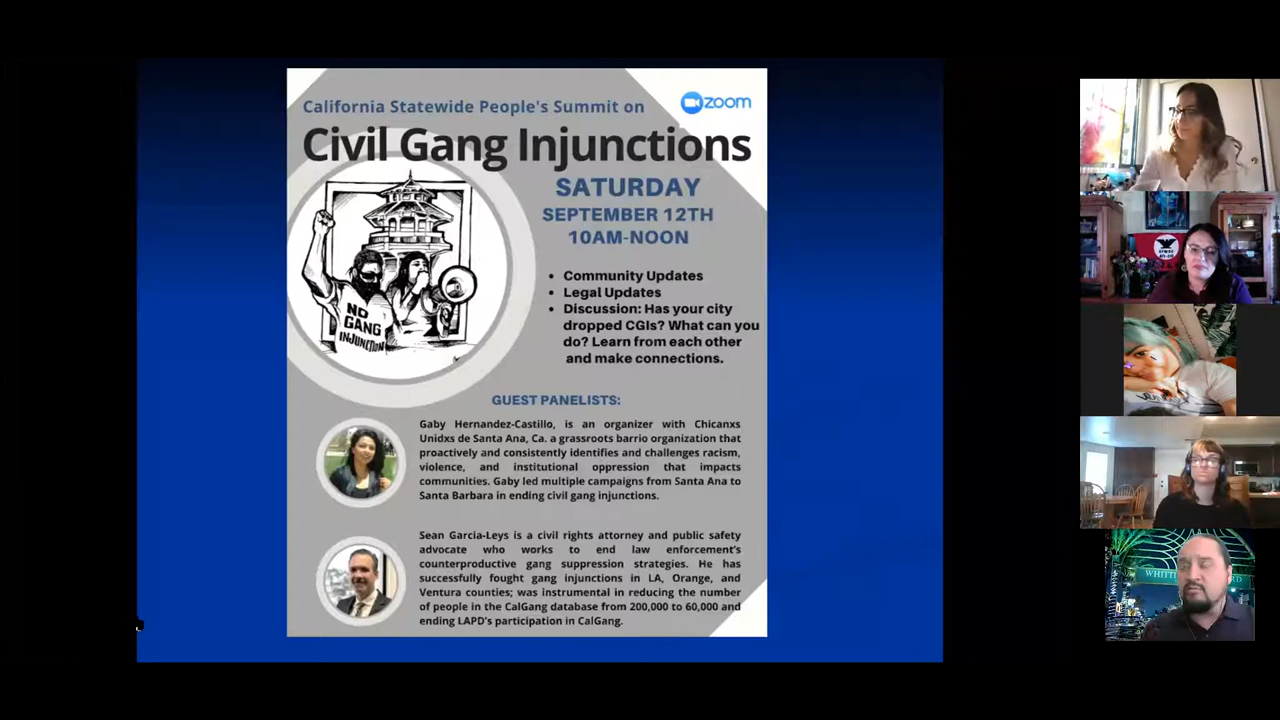 California Statewide People's Summit on
zoom
Civil Gang Injunctions
SATURDAY
SEPTEMBER 12TH
10AM-NOON
• Community Updates
• Legal Updates
• Discussion: Has your city
dropped CGIs? What can you
do? Learn from each other
and make connections.
NO
GANG
INJUNCTION
GUEST PANELISTS:
Gaby Hernandez-Castillo, is an organizer with Chicanxs
Unidxs de Santa Ana, Ca. a grassroots barrio organization that
proactively and consistently identifies and challenges racism,
violence, and institutional oppression that impacts
communities. Gaby led multiple campaigns from Santa Ana to
Santa Barbara in ending civil gang injunctions.
Sean Garcia-Leys is a civil rights attorney and public safety
advocate who works to end law enforcement's
counterproductive gang suppression strategies. He has
successfully fought gang injunctions in LA, Orange, and
Ventura counties; was instrumental in reducing the number
of people in the CalGang database from 200,000 to 60,000 and
ending LAPD's participation in CalGang.
WHITTI